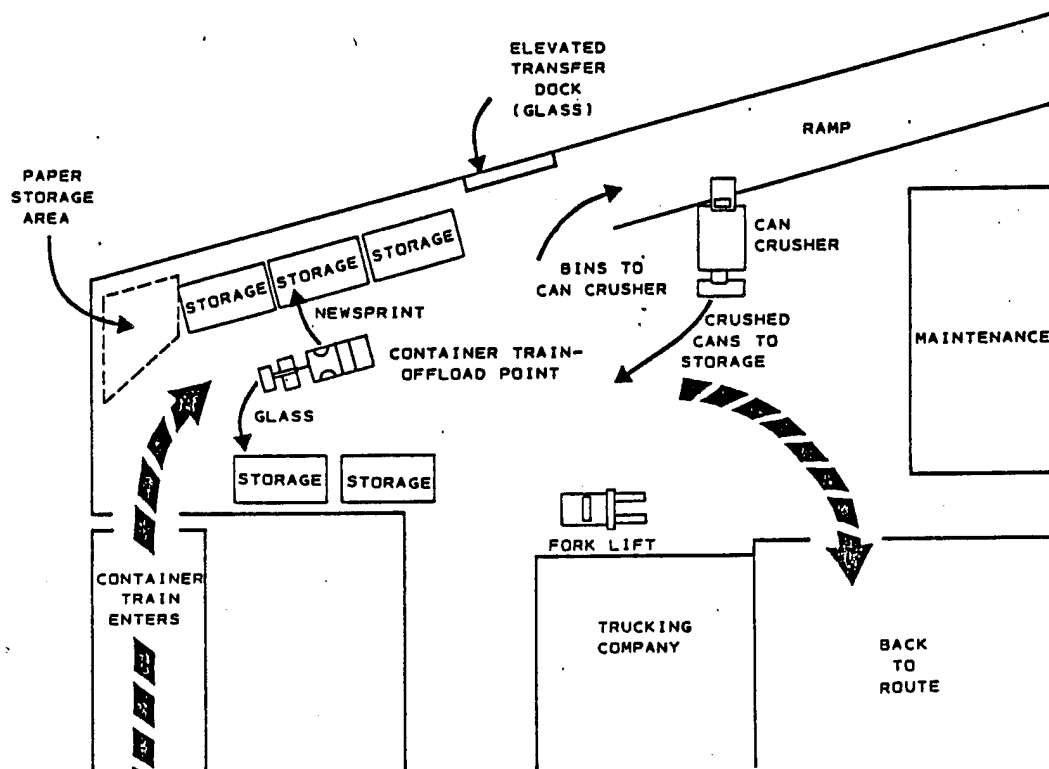 ELEVATED
TRANSFER
DOCK
(GLASS)
RAMP
PAPER
STORAGE
AREA
CAN
CRUSHER
STORAGE
STORAGE
STORAGE
BINS TO
CAN CRUSHER
NEWSPRINT
CRUSHED
CANS TO
STORAGE
MAINTENANCE
CONTAINER TRAIN-
OFFLOAD POINT
GLASS
STORAGE
STORAGE
FORK LIFT
CONTAINER
TRAIN
ENTERS
TRUCKING
COMPANY
BACK
TO
ROUTE